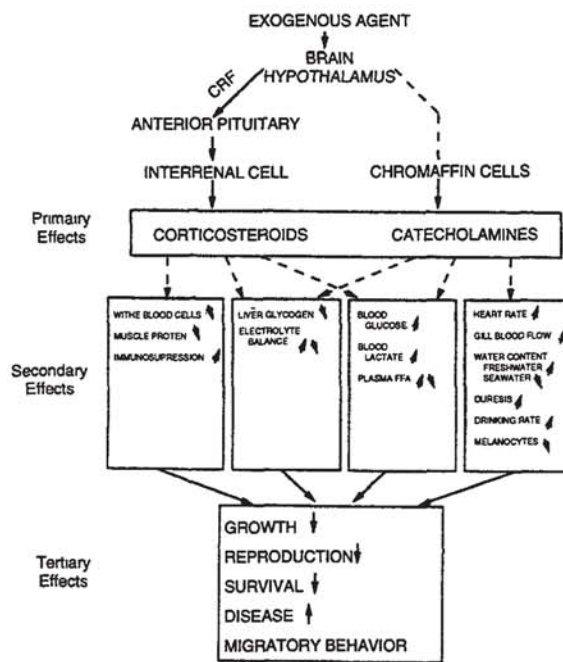 EXOGENOUS AGENT
BRAIN
HYPOTHALAMUS
CRF
ANTERIOR PITUITARY
INTERRENAL CELL
CHROMAFFIN CELLS
Primary
Effects
CORTICOSTEROIDS
CATECHOLAMINES
Secondary
Effects
WITHE BLOOD CELLS
MUSCLE PROTEN
IMMUNOSUPRESSION
LIVER GLYCOGEN
ELECTROLYTE
BALANCE
BLOOD
GLUCOSE
BLOOD
LACTATE
PLASMA FFA
HEART RATE
GILL BLOOD FLOW
WATER CONTENT
FRESHWATER
SEAWATER
DURESIS
DRINKING RATE
MELANOCYTES
Tertiary
Effects
GROWTH
REPRODUCTION
SURVIVAL
DISEASE
MIGRATORY BEHAVIOR